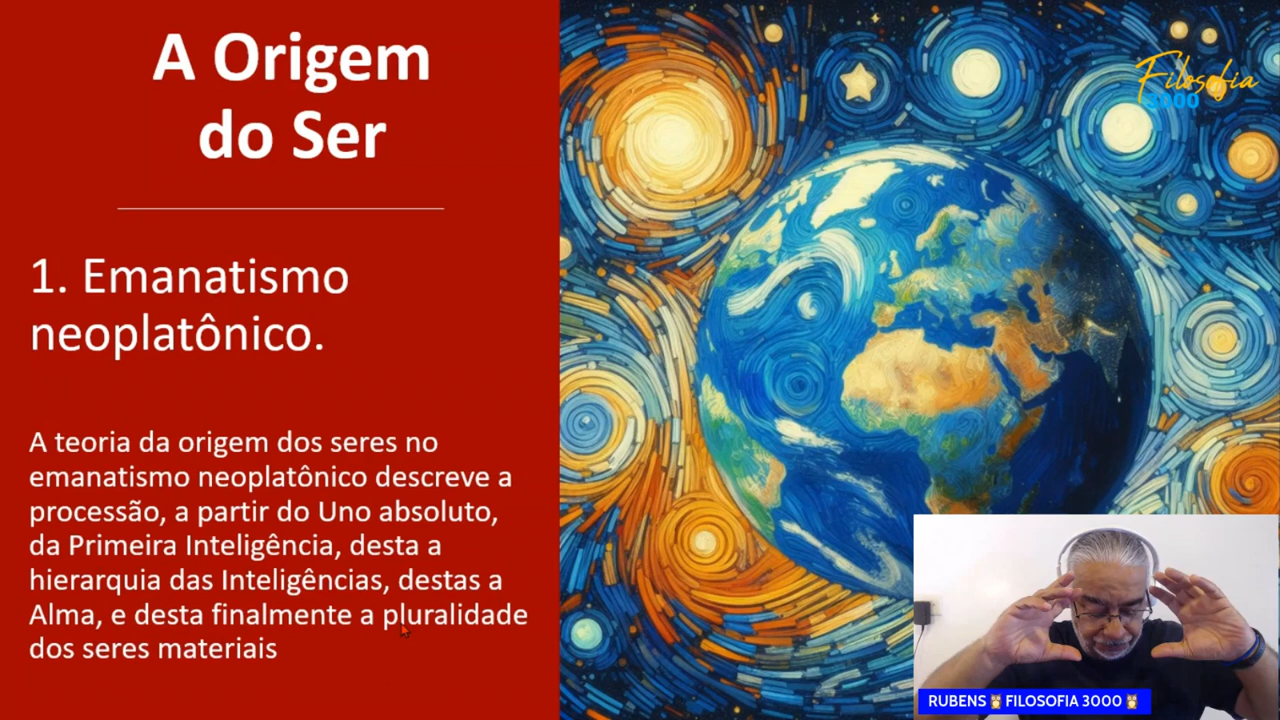 A Origem
do Ser
1. Emanatismo
neoplatônico.
A teoria da origem dos seres no
emanatismo neoplatônico descreve a
processão, a partir do Uno absoluto,
da Primeira Inteligência, desta a
hierarquia das Inteligências, destas a
Alma, e desta finalmente a pluralidade
dos seres materiais
Filosofia
3000
RUBENS🦉FILOSOFIA 3000🦉